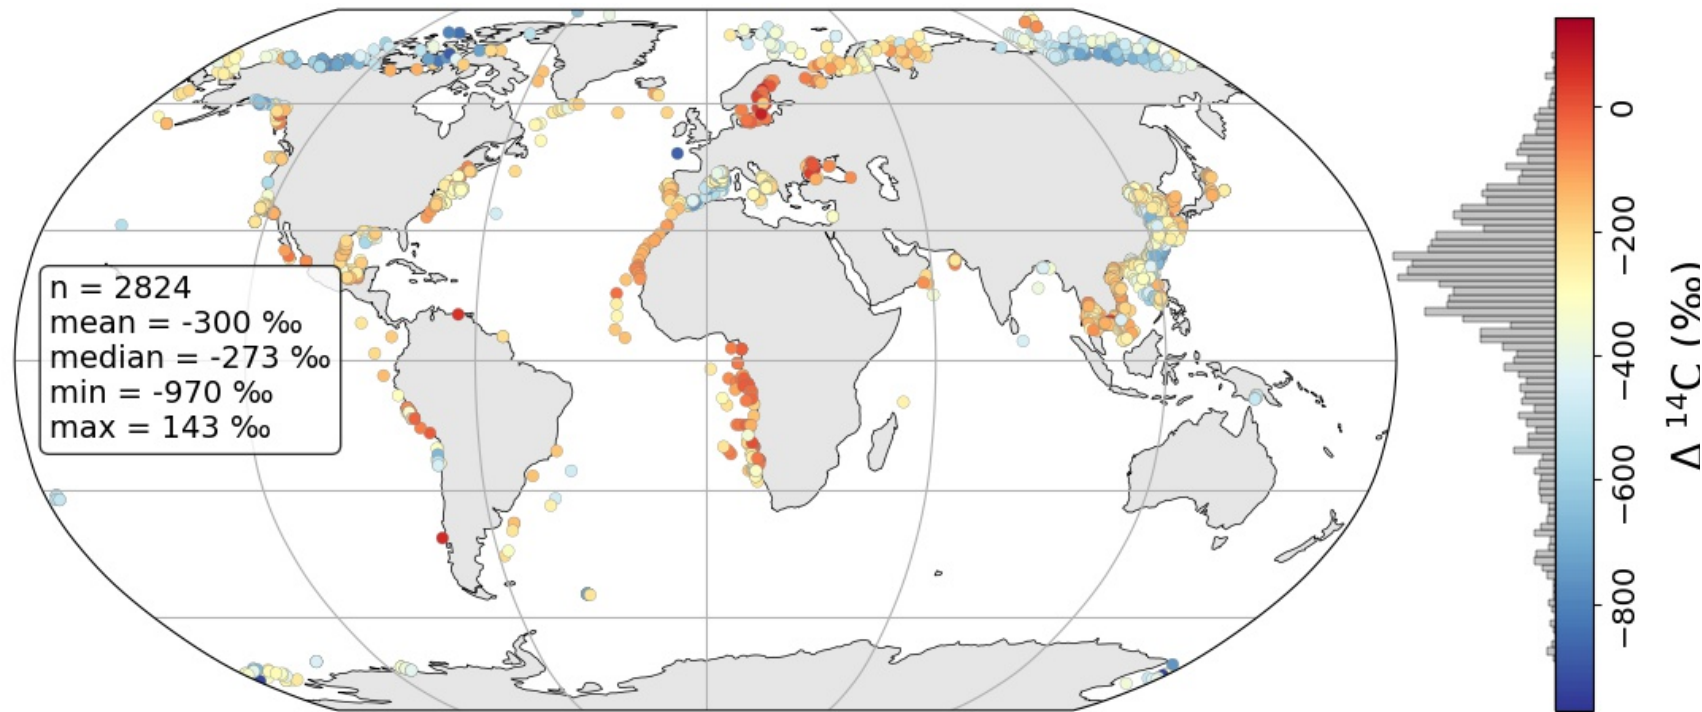 n = 2824
mean = -300 ‰
median = -273 ‰
min = -970 ‰
max = 143 ‰
0
−200
−400
−600
−800
Δ ¹⁴C (‰)